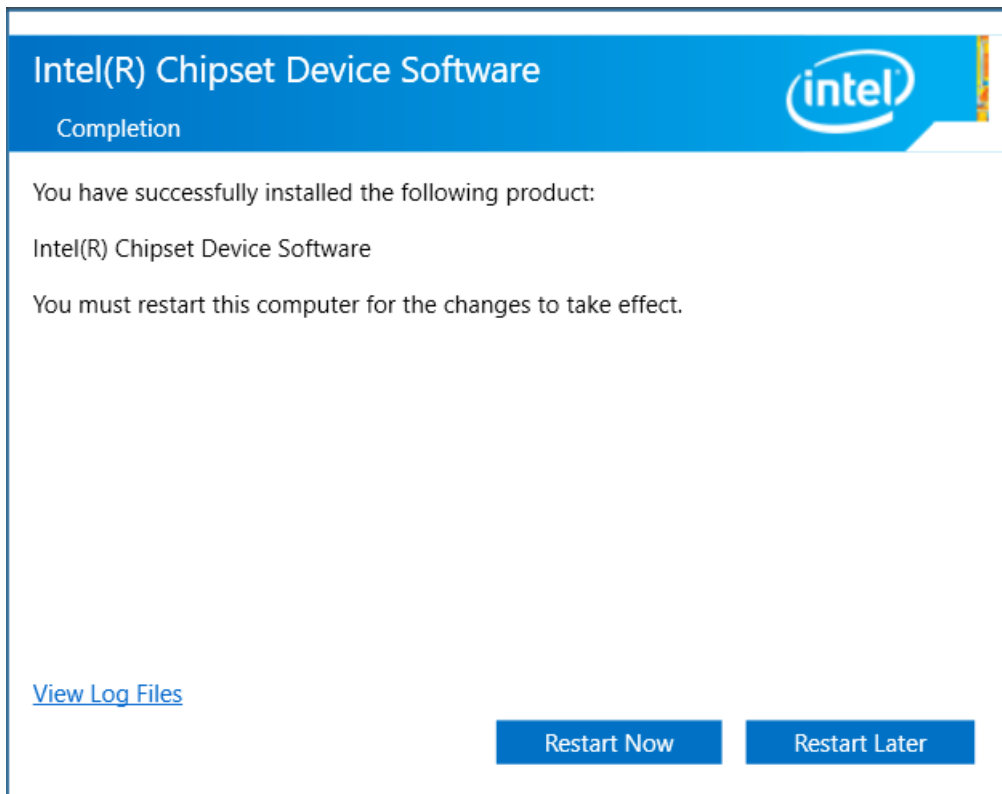 Intel(R) Chipset Device Software
intel
Completion
You have successfully installed the following product:
Intel(R) Chipset Device Software
You must restart this computer for the changes to take effect.
View Log Files
Restart Now
Restart Later